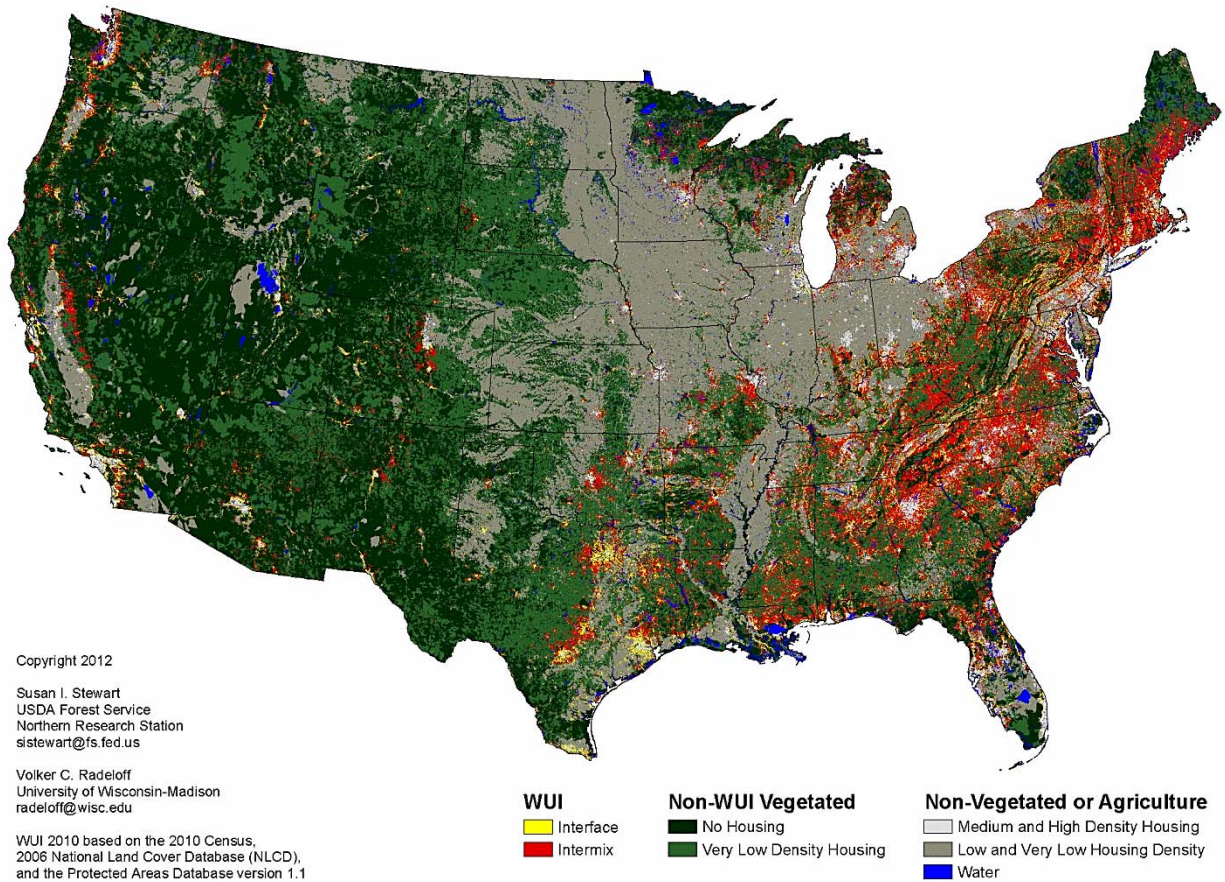 Copyright 2012
Susan I. Stewart
USDA Forest Service
Northern Research Station
sistewart@fs.fed.us
Volker C. Radeloff
University of Wisconsin-Madison
radeloff@wisc.edu
WUI 2010 based on the 2010 Census,
2006 National Land Cover Database (NLCD),
and the Protected Areas Database version 1.1
WUI
Interface
Intermix
Non-WUI Vegetated
No Housing
Very Low Density Housing
Non-Vegetated or Agriculture
Medium and High Density Housing
Low and Very Low Housing Density
Water